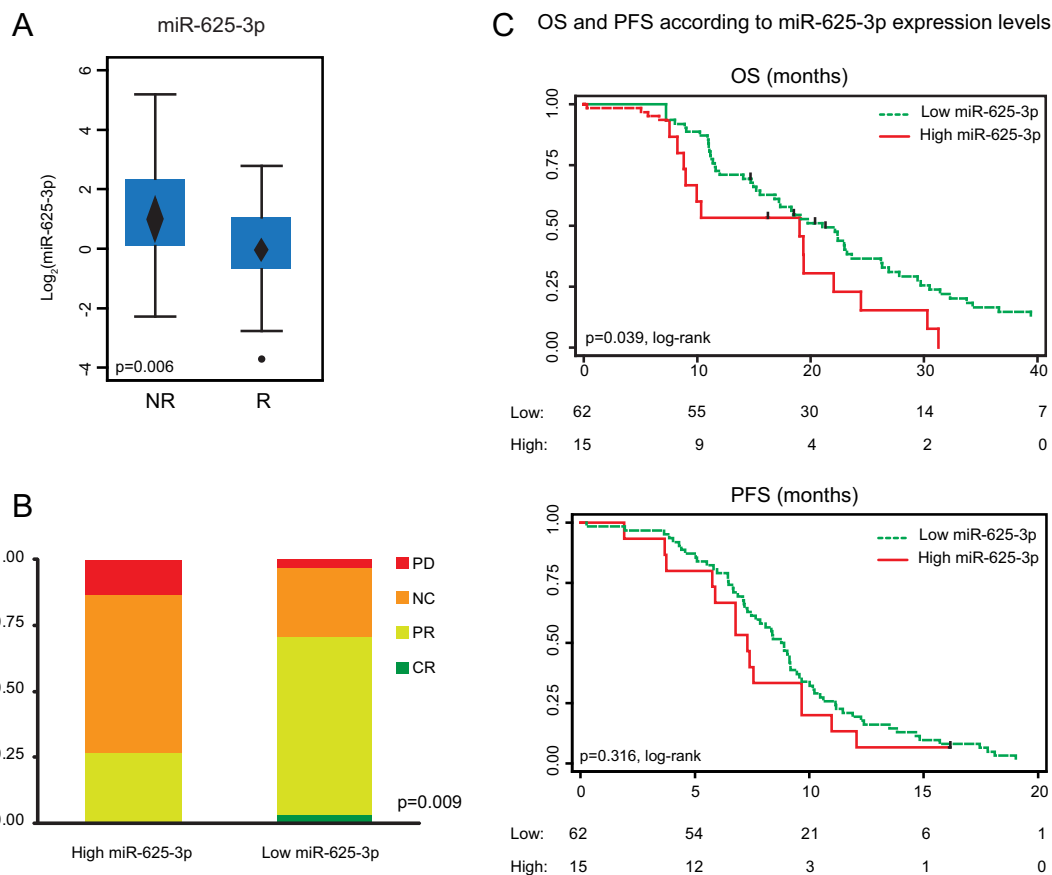 A
miR-625-3p
Log2(miR-625-3p)
6
4
2
0
-2
-4
p=0.006
NR R
B
.00
0.75
0.50
0.25
0.00
PD
NC
PR
CR
p=0.009
High miR-625-3p Low miR-625-3p
C OS and PFS according to miR-625-3p expression levels
OS (months)
1.00
0.75
0.50
0.25
0.00
Low miR-625-3p
High miR-625-3p
p=0.039, log-rank
0 10 20 30 40
Low: 62 55 30 14 7
High: 15 9 4 2 0
PFS (months)
1.00
0.75
0.50
0.25
0.00
Low miR-625-3p
High miR-625-3p
p=0.316, log-rank
0 5 10 15 20
Low: 62 54 21 6 1
High: 15 12 3 1 0